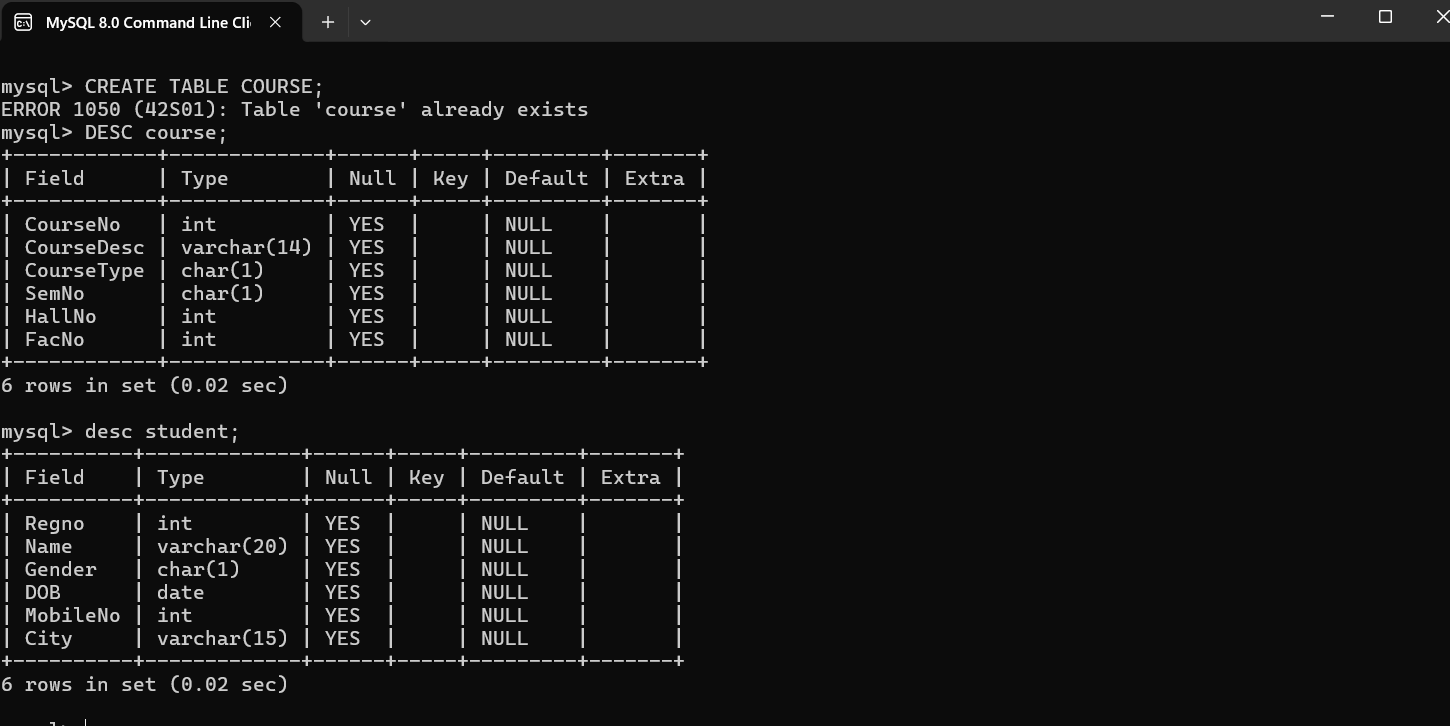 MySQL 8.0 Command Line Cli
mysql> CREATE TABLE COURSE;
ERROR 1050 (42S01): Table 'course' already exists
mysql> DESC course;
+------------+-------------+------+-----+---------+-------+
| Field      | Type        | Null | Key | Default | Extra |
+------------+-------------+------+-----+---------+-------+
| CourseNo   | int         | YES  |     | NULL    |       |
| CourseDesc | varchar(14) | YES  |     | NULL    |       |
| CourseType | char(1)     | YES  |     | NULL    |       |
| SemNo      | char(1)     | YES  |     | NULL    |       |
| HallNo     | int         | YES  |     | NULL    |       |
| FacNo      | int         | YES  |     | NULL    |       |
+------------+-------------+------+-----+---------+-------+
6 rows in set (0.02 sec)
mysql> desc student;
+----------+-------------+------+-----+---------+-------+
| Field    | Type        | Null | Key | Default | Extra |
+----------+-------------+------+-----+---------+-------+
| Regno    | int         | YES  |     | NULL    |       |
| Name     | varchar(20) | YES  |     | NULL    |       |
| Gender   | char(1)     | YES  |     | NULL    |       |
| DOB      | date        | YES  |     | NULL    |       |
| MobileNo | int         | YES  |     | NULL    |       |
| City     | varchar(15) | YES  |     | NULL    |       |
+----------+-------------+------+-----+---------+-------+
6 rows in set (0.02 sec)